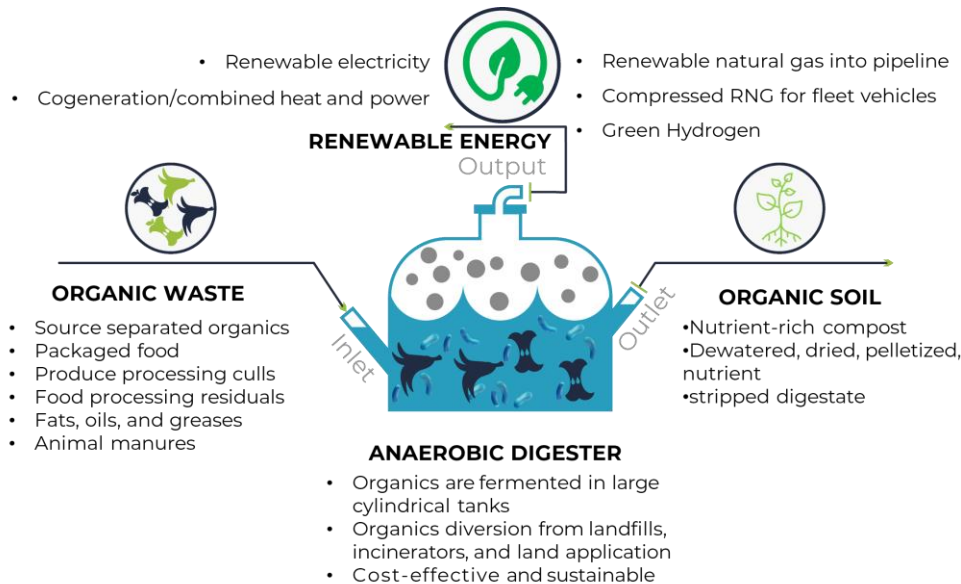 • Renewable electricity
• Cogeneration/combined heat and power
• Renewable natural gas into pipeline
• Compressed RNG for fleet vehicles
• Green Hydrogen
RENEWABLE ENERGY
Output
ORGANIC WASTE
• Source separated organics
• Packaged food
• Produce processing culls
• Food processing residuals
• Fats, oils, and greases
• Animal manures
Inlet
Outlet
ORGANIC SOIL
•Nutrient-rich compost
•Dewatered, dried, pelletized,
nutrient
•stripped digestate
ANAEROBIC DIGESTER
• Organics are fermented in large
cylindrical tanks
• Organics diversion from landfills,
incinerators, and land application
• Cost-effective and sustainable